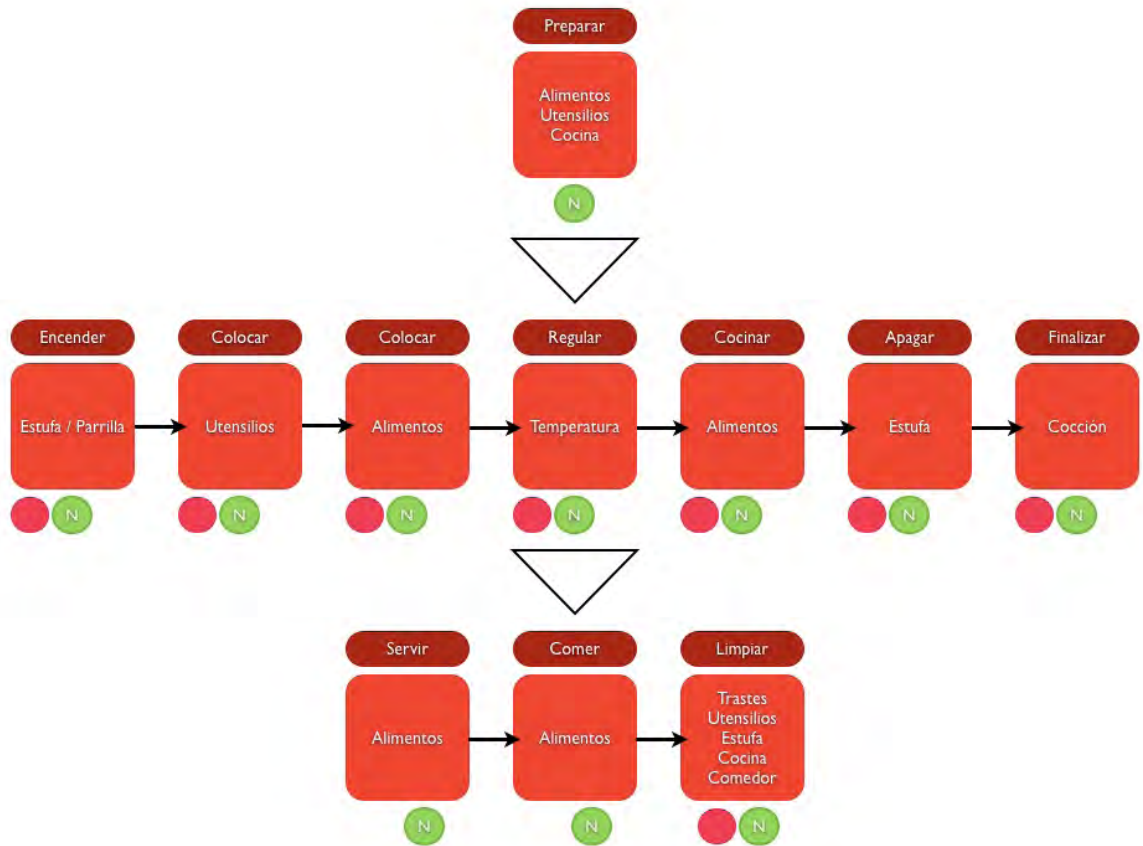 Preparar
Alimentos
Utensilios
Cocina
N
Encender
Colocar
Colocar
Regular
Cocinar
Apagar
Finalizar
Estufa / Parrilla
Utensilios
Alimentos
Temperatura
Alimentos
Estufa
Cocción
N
N
N
N
N
N
N
Servir
Comer
Limpiar
Alimentos
Alimentos
Trastes
Utensilios
Estufa
Cocina
Comedor
N
N
N